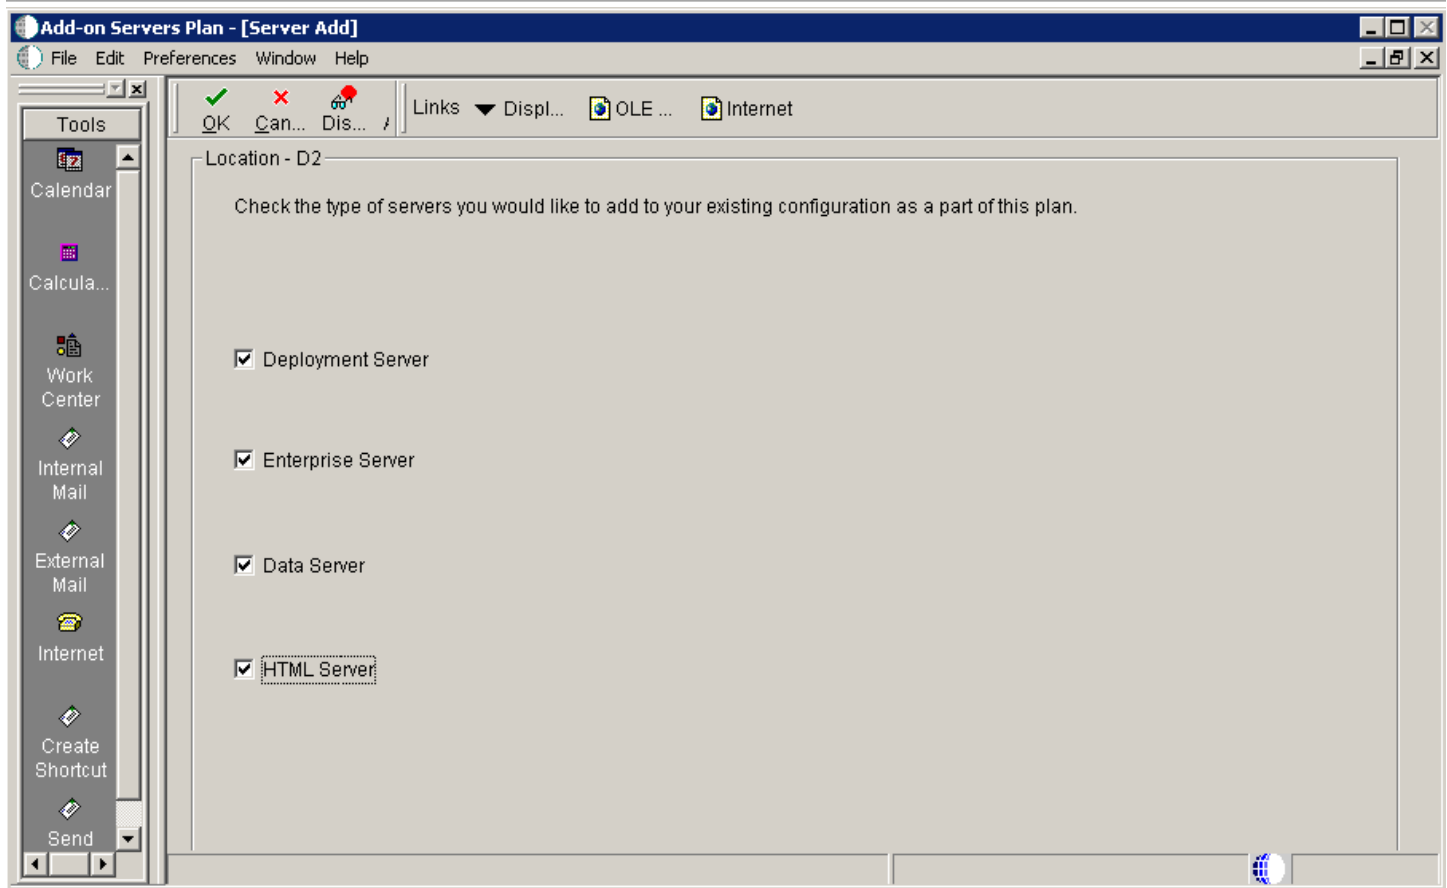 Add-on Servers Plan - [Server Add]
File Edit Preferences Window Help
OK Can... Dis... Links Displ... OLE ... Internet
Tools
Calendar
Calcula...
Work
Center
Internal
Mail
External
Mail
Internet
Create
Shortcut
Send
Location - D2
Check the type of servers you would like to add to your existing configuration as a part of this plan.
Deployment Server
Enterprise Server
Data Server
HTML Server